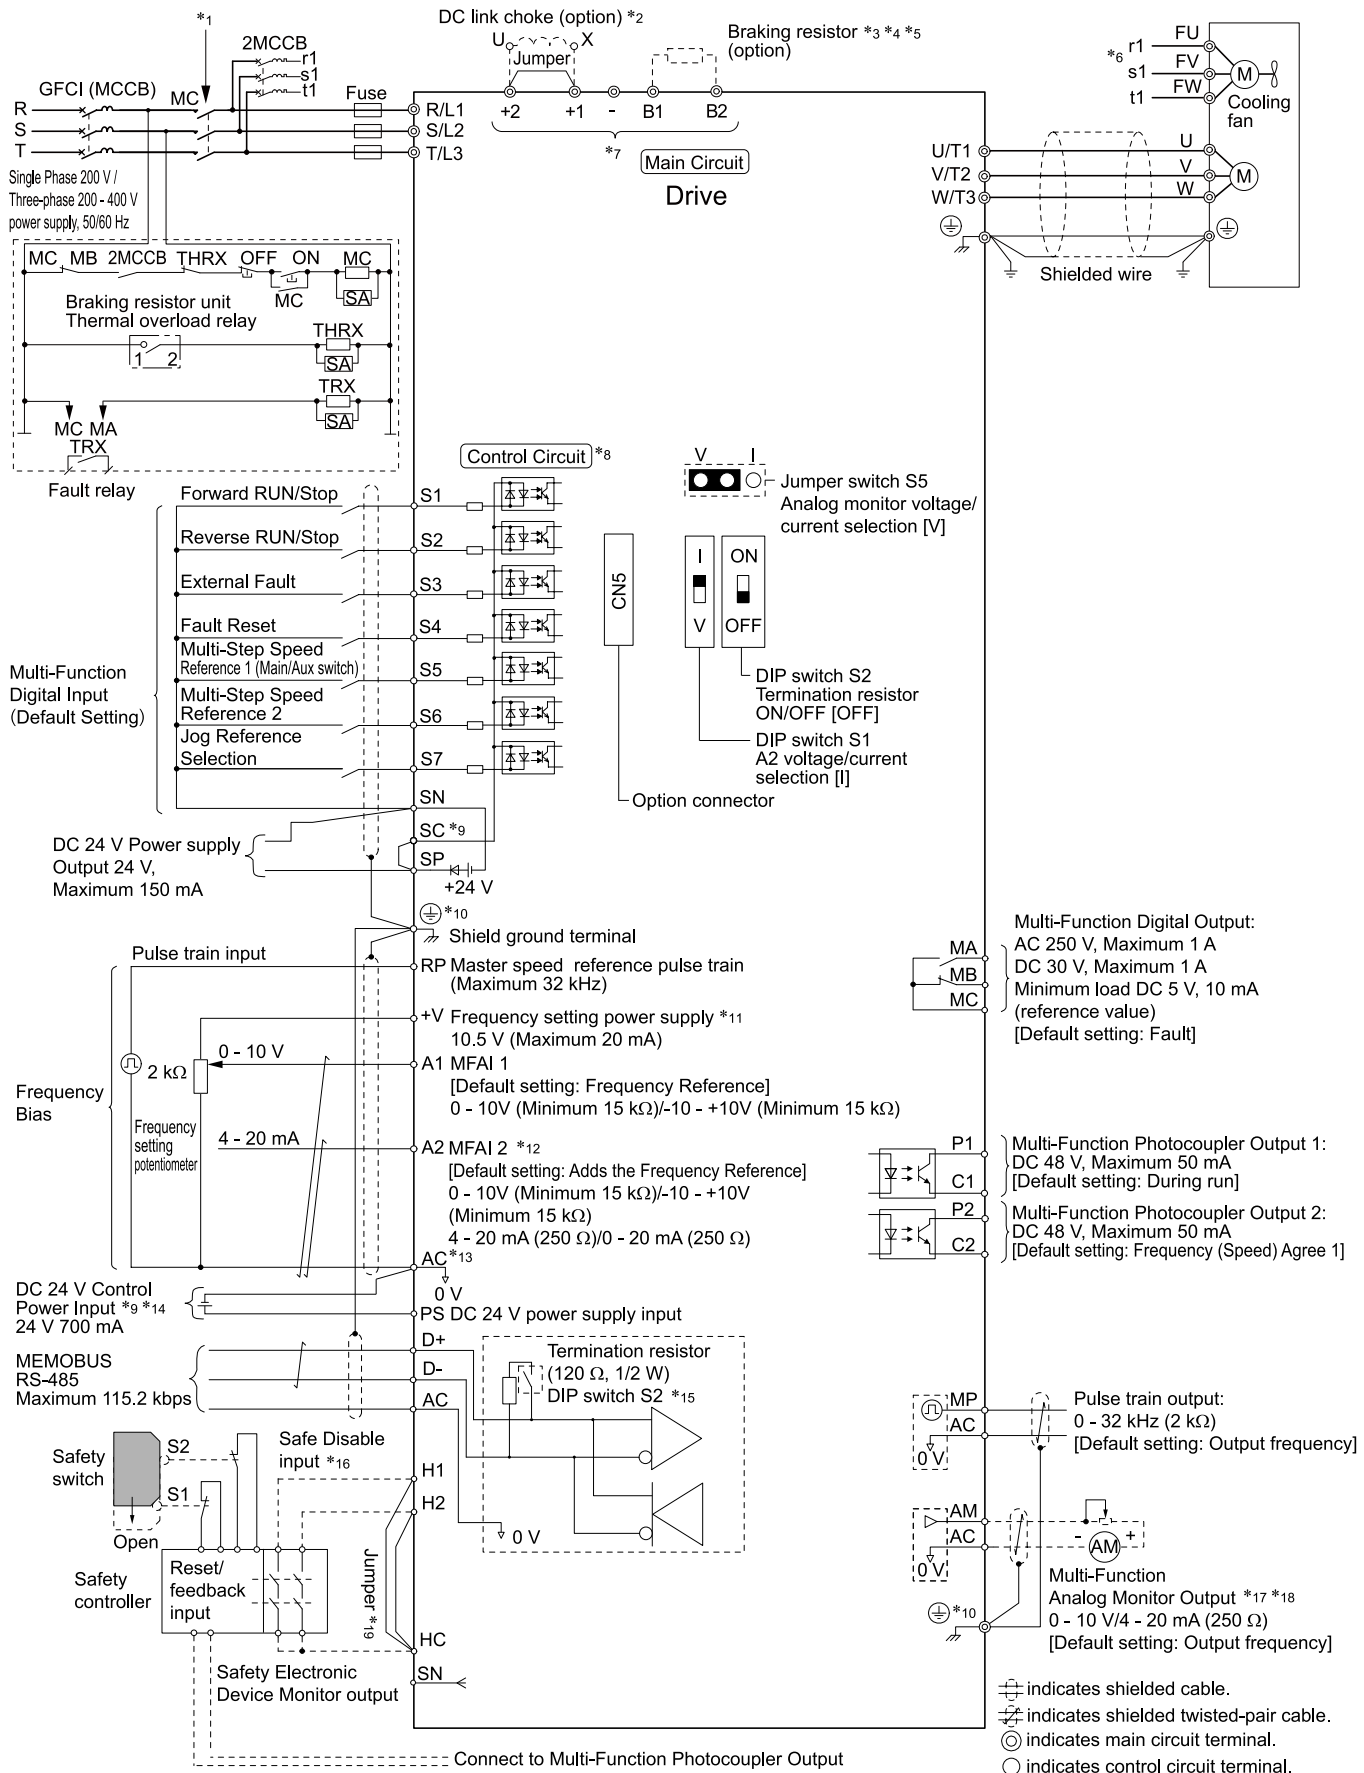 *1
DC link choke (option) *2
U X
Jumper
Braking resistor *3 *4 *5
(option)
2MCCB
r1
s1
t1
GFCI (MCCB)
MC
Fuse
R
S
T
R/L1
S/L2
T/L3
+2 +1 - B1 B2
*7
Main Circuit
Drive
Single Phase 200 V /
Three-phase 200 - 400 V
power supply, 50/60 Hz
*6
r1
s1
t1
FU
FV
FW
M
Cooling
fan
U/T1
V/T2
W/T3
U
V
W
M
Shielded wire
MC MB 2MCCB THRX OFF ON MC
MC
SA
Braking resistor unit
Thermal overload relay
1 2
THRX
SA
TRX
SA
MC MA
TRX
Fault relay
Control Circuit *8
V I
Jumper switch S5
Analog monitor voltage/
current selection [V]
Multi-Function
Digital Input
(Default Setting)
Forward RUN/Stop
S1
Reverse RUN/Stop
S2
External Fault
S3
Fault Reset
S4
Multi-Step Speed
Reference 1 (Main/Aux switch)
S5
Multi-Step Speed
Reference 2
S6
Jog Reference
Selection
S7
CN5
I
V
ON
OFF
DIP switch S2
Termination resistor
ON/OFF [OFF]
DIP switch S1
A2 voltage/current
selection [I]
Option connector
SN
SC *9
SP
+24 V
DC 24 V Power supply
Output 24 V,
Maximum 150 mA
*10
Shield ground terminal
Pulse train input
RP Master speed reference pulse train
(Maximum 32 kHz)
+V Frequency setting power supply *11
10.5 V (Maximum 20 mA)
0 - 10 V
2 kΩ
A1 MFAI 1
[Default setting: Frequency Reference]
0 - 10V (Minimum 15 kΩ)/-10 - +10V (Minimum 15 kΩ)
Frequency
Bias
Frequency
setting
potentiometer
4 - 20 mA
A2 MFAI 2 *12
[Default setting: Adds the Frequency Reference]
0 - 10V (Minimum 15 kΩ)/-10 - +10V
(Minimum 15 kΩ)
4 - 20 mA (250 Ω)/0 - 20 mA (250 Ω)
AC *13
0 V
DC 24 V Control
Power Input *9 *14
24 V 700 mA
PS DC 24 V power supply input
MA
MB
MC
Multi-Function Digital Output:
AC 250 V, Maximum 1 A
DC 30 V, Maximum 1 A
Minimum load DC 5 V, 10 mA
(reference value)
[Default setting: Fault]
P1
C1
Multi-Function Photocoupler Output 1:
DC 48 V, Maximum 50 mA
[Default setting: During run]
P2
C2
Multi-Function Photocoupler Output 2:
DC 48 V, Maximum 50 mA
[Default setting: Frequency (Speed) Agree 1]
MEMOBUS
RS-485
Maximum 115.2 kbps
D+
D-
AC
Termination resistor
(120 Ω, 1/2 W)
DIP switch S2 *15
0 V
MP
AC
0 V
Pulse train output:
0 - 32 kHz (2 kΩ)
[Default setting: Output frequency]
AM
AC
0 V
- +
AM
Multi-Function
Analog Monitor Output *17 *18
0 - 10 V/4 - 20 mA (250 Ω)
[Default setting: Output frequency]
*10
Safety
switch
S2
S1
Open
Safe Disable
input *16
H1
H2
Jumper *19
Safety
controller
Reset/
feedback
input
HC
SN
Safety Electronic
Device Monitor output
Connect to Multi-Function Photocoupler Output
indicates shielded cable.
indicates shielded twisted-pair cable.
indicates main circuit terminal.
indicates control circuit terminal.